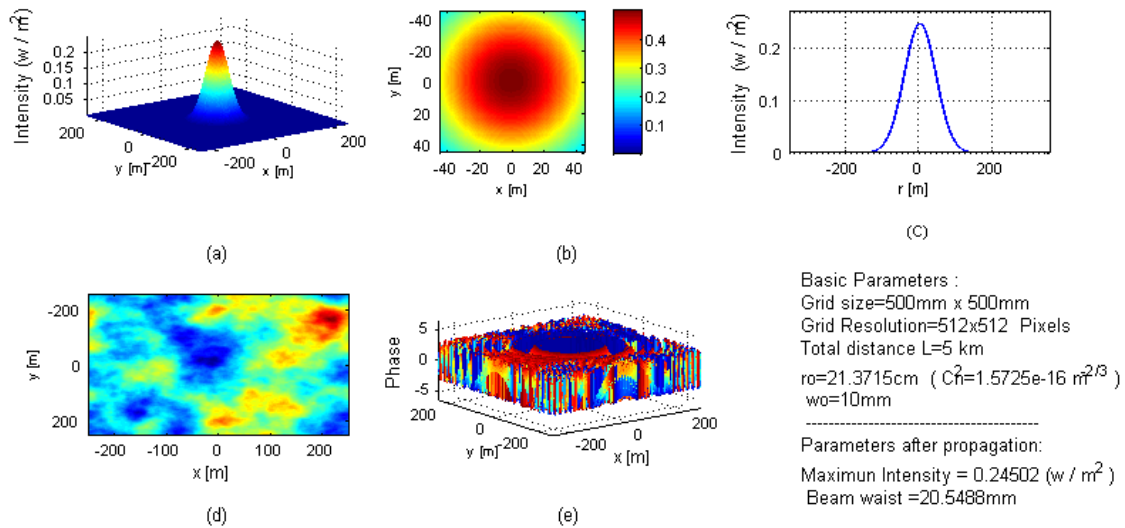 Intensity (w / m²)
0.2
0.15
0.1
0.05
200
0
-200
y [m]
-200
0
200
x [m]
(a)
-40
-20
0
20
40
y [m]
-40 -20 0 20 40
x [m]
0.4
0.3
0.2
0.1
(b)
Intensity (w / m²)
0.2
0.1
0
-200 0 200
r [m]
(C)
-200
0
200
y [m]
-200 -100 0 100 200
x [m]
(d)
Phase
5
0
-5
200
0
-200
y [m]
-200
0
200
x [m]
(e)
Basic Parameters :
Grid size=500mm x 500mm
Grid Resolution=512x512 Pixels
Total distance L=5 km
ro=21.3715cm ( Cn²=1.5725e-16 m^2/3 )
wo=10mm
----------------------------------------
Parameters after propagation:
Maximun Intensity = 0.24502 (w / m² )
Beam waist =20.5488mm